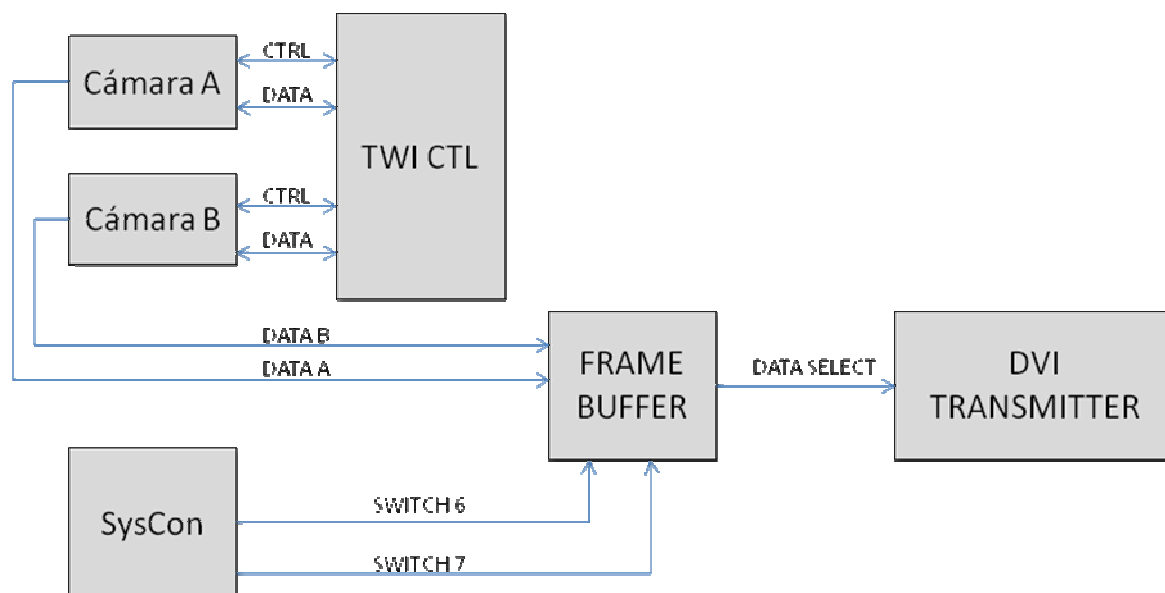 CTRL
Cámara A
DATA
TWI CTL
CTRL
Cámara B
DATA
DATA B
DATA A
FRAME
BUFFER
DATA SELECT
DVI
TRANSMITTER
SysCon
SWITCH 6
SWITCH 7